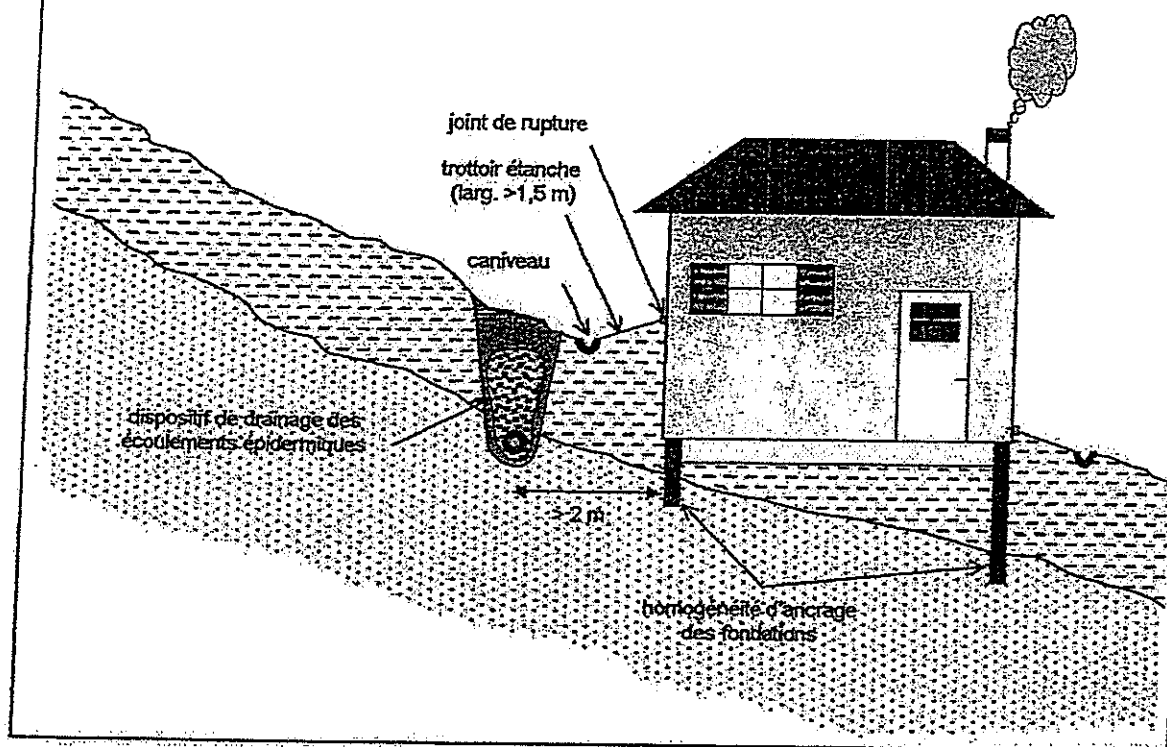 joint de rupture
trottoir étanche
(larg. >1,5 m)
caniveau
dispositif de drainage des
écoulements épidermiques
> 2 m
homogénéité d'ancrage
des fondations